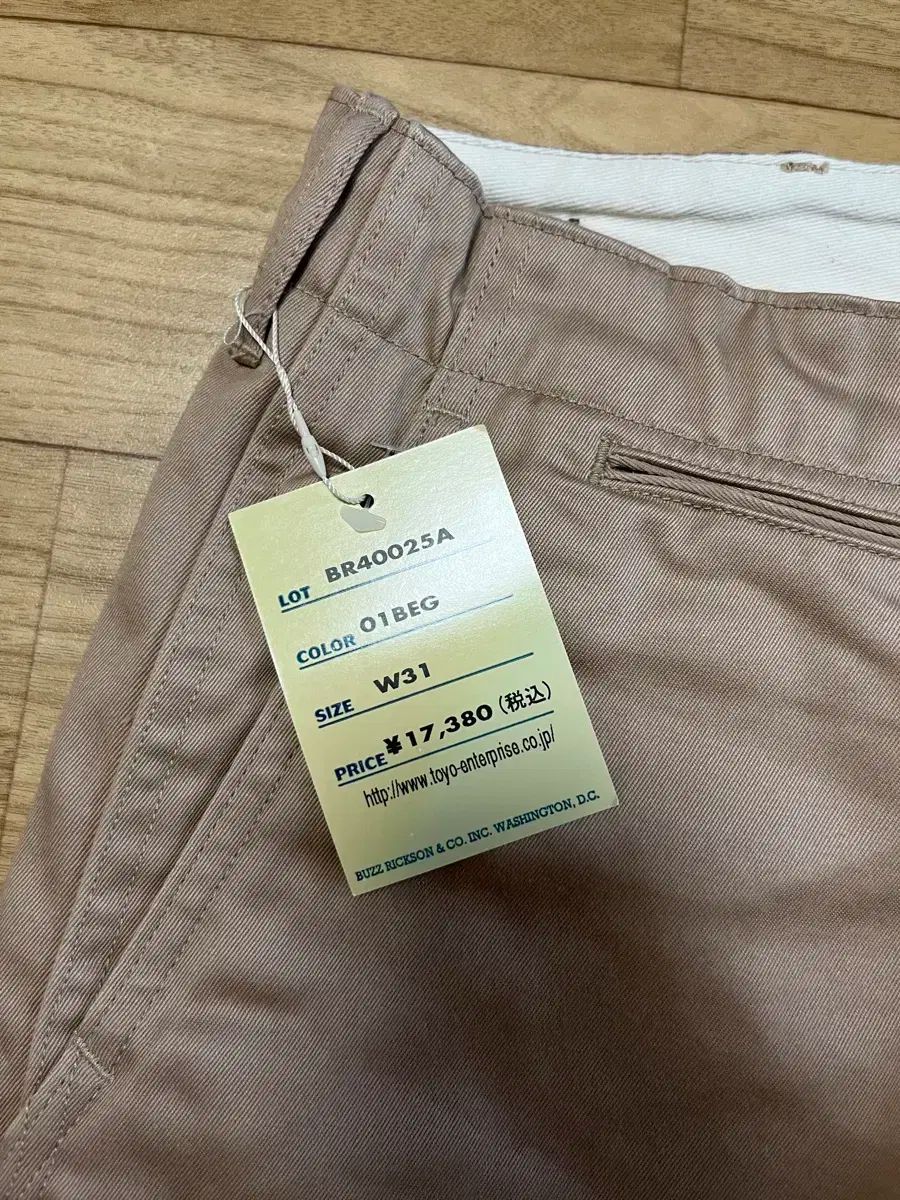 LOT BR40025A
COLOR 01BEG
SIZE W31
PRICE ¥17,380(税込)
http://www.toyo-enterprise.co.jp/
BUZZ RICKSON & CO. INC. WASHINGTON, D.C.